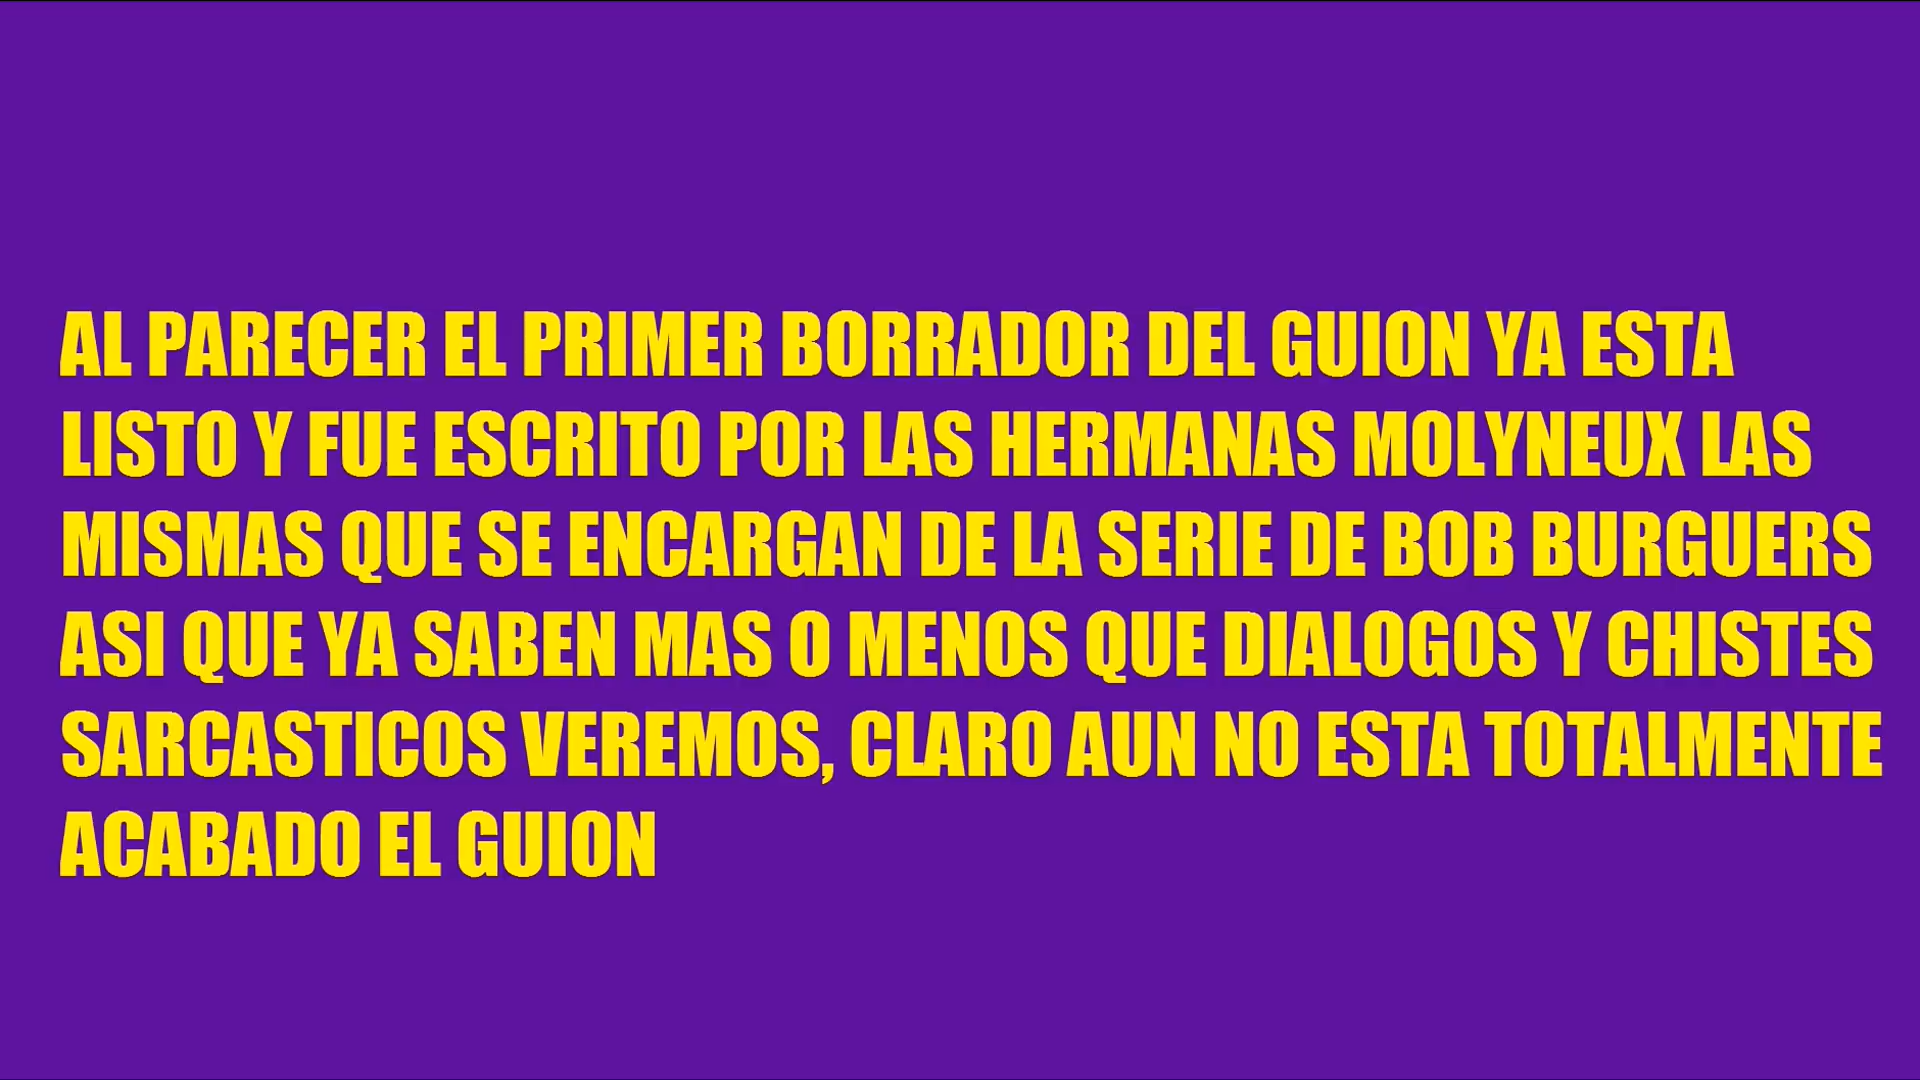 AL PARECER EL PRIMER BORRADOR DEL GUION YA ESTA
LISTO Y FUE ESCRITO POR LAS HERMANAS MOLYNEUX LAS
MISMAS QUE SE ENCARGAN DE LA SERIE DE BOB BURGUERS
ASI QUE YA SABEN MAS O MENOS QUE DIALOGOS Y CHISTES
SARCASTICOS VEREMOS, CLARO AUN NO ESTA TOTALMENTE
ACABADO EL GUION